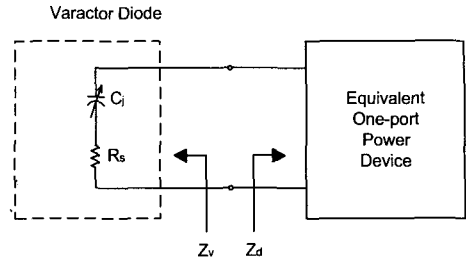 Varactor Diode
Cj
Rs
Equivalent
One-port
Power
Device
Zv
Zd